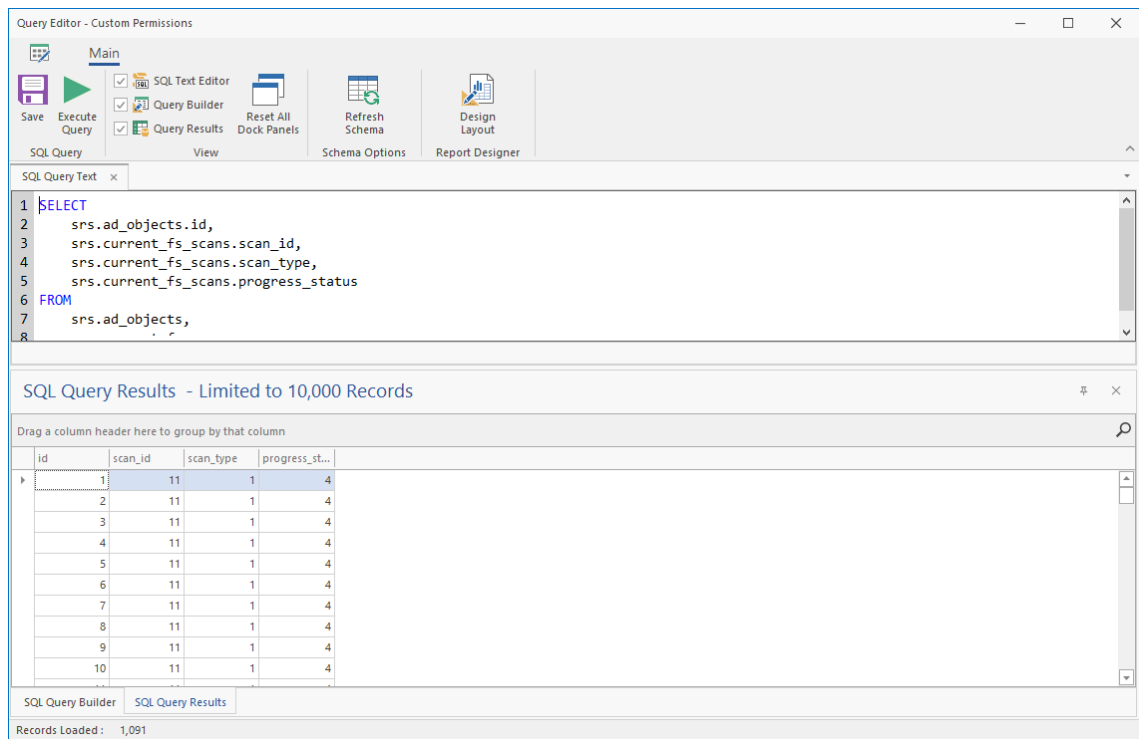 Query Editor - Custom Permissions
Main
Save
Execute Query
SQL Text Editor
Query Builder
Query Results
Reset All Dock Panels
Refresh Schema
Design Layout
SQL Query
View
Schema Options
Report Designer
SQL Query Text
1 SELECT
2 srs.ad_objects.id,
3 srs.current_fs_scans.scan_id,
4 srs.current_fs_scans.scan_type,
5 srs.current_fs_scans.progress_status
6 FROM
7 srs.ad_objects,
8
SQL Query Results - Limited to 10,000 Records
Drag a column header here to group by that column
id scan_id scan_type progress_st...
1 11 1 4
2 11 1 4
3 11 1 4
4 11 1 4
5 11 1 4
6 11 1 4
7 11 1 4
8 11 1 4
9 11 1 4
10 11 1 4
SQL Query Builder SQL Query Results
Records Loaded : 1,091